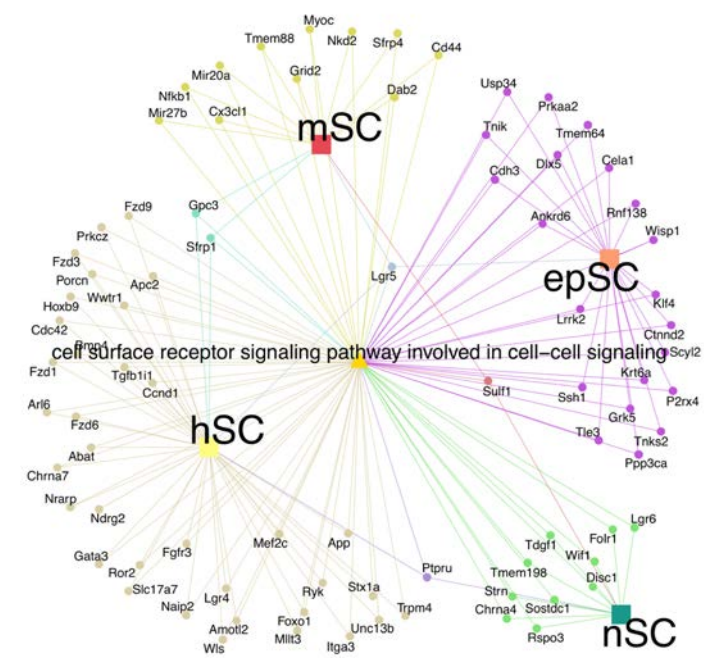 Myoc
Tmem88
Nkd2
Sfrp4
Cd44
Mir20a
Grid2
Nfkb1
Dab2
Mir27b
Cx3cl1
mSC
Usp34
Prkaa2
Tnik
Tmem64
Dlx5
Cela1
Cdh3
Ankrd6
Rnf138
Wisp1
epSC
Gpc3
Fzd9
Prkcz
Sfrp1
Fzd3
Porcn
Apc2
Lgr5
Wwtr1
Hoxb9
Klf4
Lrrk2
Cdc42
Ctnnd2
Bmp4
cell surface receptor signaling pathway involved in cell–cell signaling
Scyl2
Fzd1
Tgfb1i1
Krt6a
Ccnd1
Sulf1
Ssh1
P2rx4
Arl6
Fzd6
Grk5
hSC
Tle3
Tnks2
Abat
Ppp3ca
Chrna7
Nrarp
Ndrg2
Lgr6
Mef2c
App
Folr1
Tdgf1
Gata3
Fgfr3
Wif1
Ror2
Ptpru
Tmem198
Disc1
Slc17a7
Lgr4
Ryk
Stx1a
Strn
Naip2
Trpm4
Chrna4
Sostdc1
Foxo1
Amotl2
Unc13b
Mllt3
Rspo3
nSC
Wls
Itga3